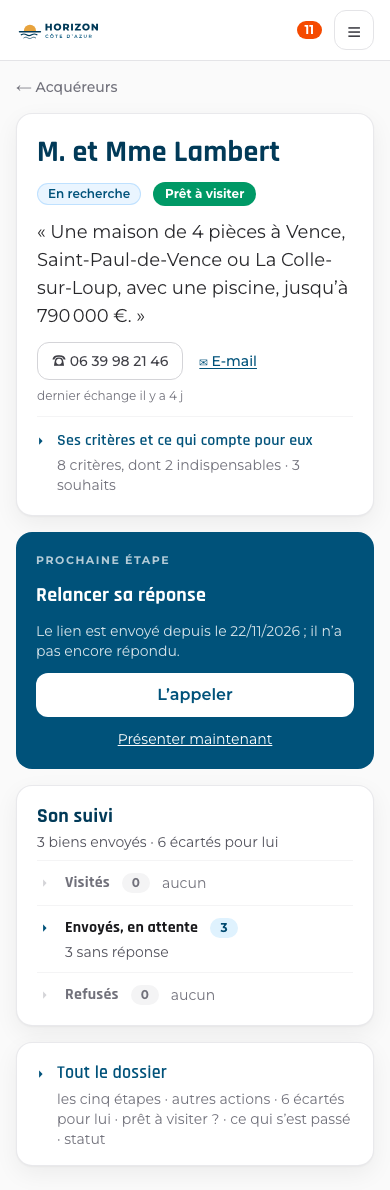 HORIZON
CÔTE D'AZUR
11
← Acquéreurs
M. et Mme Lambert
En recherche
Prêt à visiter
« Une maison de 4 pièces à Vence,
Saint-Paul-de-Vence ou La Colle-
sur-Loup, avec une piscine, jusqu’à
790 000 €. »
☎ 06 39 98 21 46
✉ E-mail
dernier échange il y a 4 j
Ses critères et ce qui compte pour eux
8 critères, dont 2 indispensables · 3
souhaits
PROCHAINE ÉTAPE
Relancer sa réponse
Le lien est envoyé depuis le 22/11/2026 ; il n’a
pas encore répondu.
L’appeler
Présenter maintenant
Son suivi
3 biens envoyés · 6 écartés pour lui
Visités 0 aucun
Envoyés, en attente 3
3 sans réponse
Refusés 0 aucun
Tout le dossier
les cinq étapes · autres actions · 6 écartés
pour lui · prêt à visiter ? · ce qui s’est passé
· statut